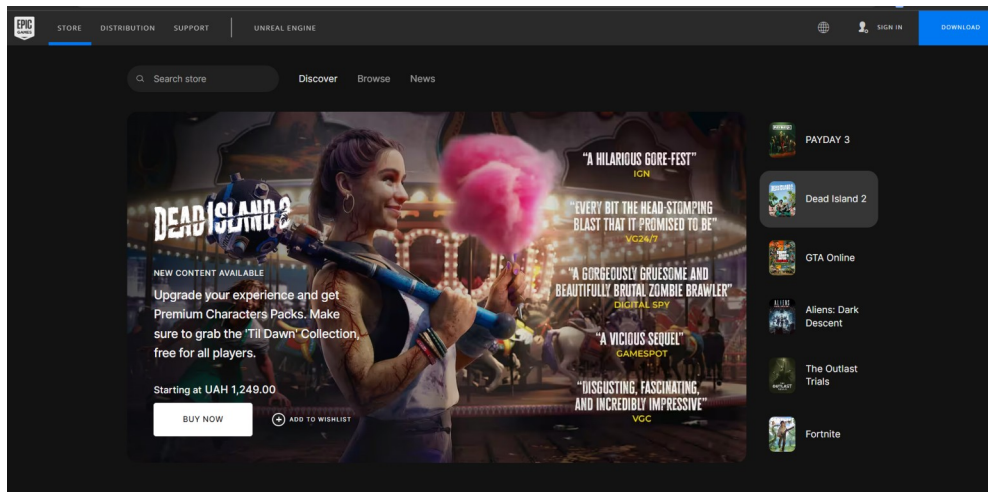 EPIC
GAMES
STORE
DISTRIBUTION
SUPPORT
UNREAL ENGINE
SIGN IN
DOWNLOAD
Search store
Discover
Browse
News
DEAD ISLAND 2
NEW CONTENT AVAILABLE
Upgrade your experience and get
Premium Characters Packs. Make
sure to grab the 'Til Dawn' Collection,
free for all players.
Starting at UAH 1,249.00
BUY NOW
ADD TO WISHLIST
“A HILARIOUS GORE-FEST”
IGN
“EVERY BIT THE HEAD-STOMPING
BLAST THAT IT PROMISED TO BE”
VG24/7
“A GORGEOUSLY GRUESOME AND
BEAUTIFULLY BRUTAL ZOMBIE BRAWLER”
DIGITAL SPY
“A VICIOUS SEQUEL”
GAMESPOT
“DISGUSTING, FASCINATING,
AND INCREDIBLY IMPRESSIVE”
VGC
PAYDAY 3
Dead Island 2
GTA Online
ALIENS
Aliens: Dark
Descent
OUTLAST
The Outlast
Trials
Fortnite